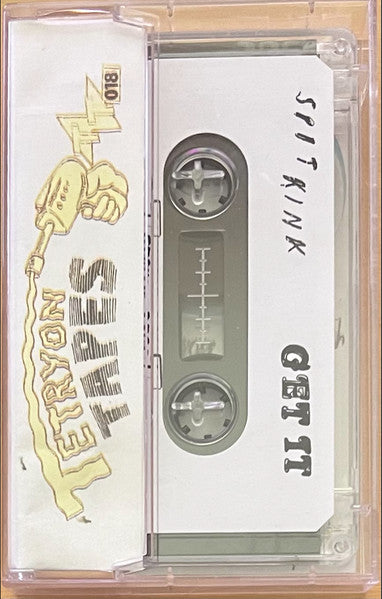 TETRYON
TAPES
018
SPIT KINK
GET IT